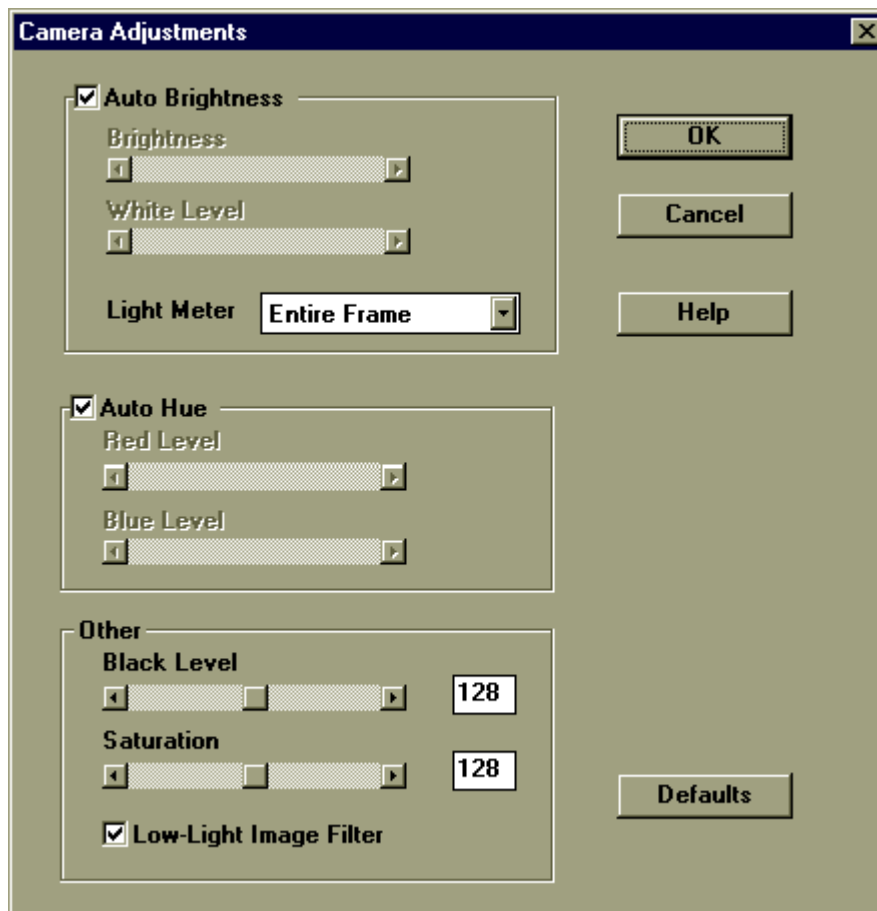 Camera Adjustments
Auto Brightness
Brightness
White Level
Light Meter
Entire Frame
OK
Cancel
Help
Auto Hue
Red Level
Blue Level
Other
Black Level
128
Saturation
128
Low-Light Image Filter
Defaults